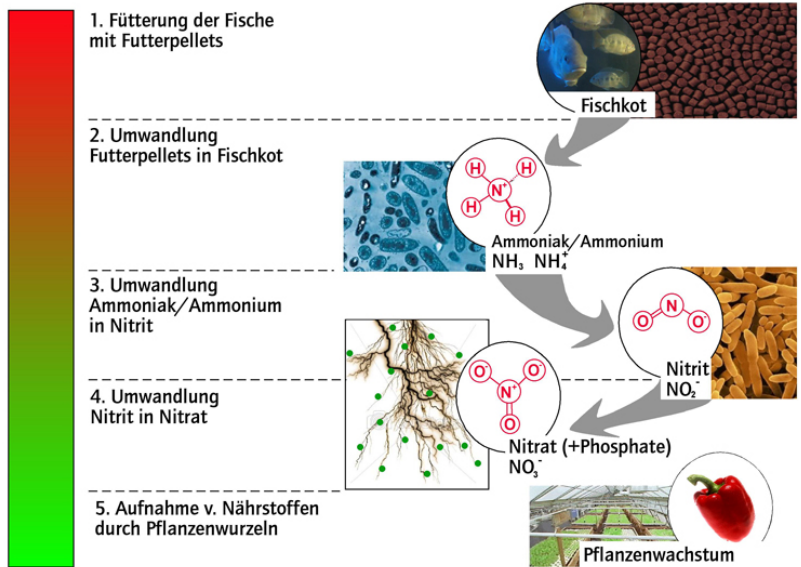 1. Fütterung der Fische
mit Futterpellets
Fischkot
2. Umwandlung
Futterpellets in Fischkot
H
H
N⁺
H
H
Ammoniak/Ammonium
NH₃ NH₄⁺
3. Umwandlung
Ammoniak/Ammonium
in Nitrit
N
O
O⁻
Nitrit
NO₂⁻
4. Umwandlung
Nitrit in Nitrat
O⁻
O⁻
N⁺
O
Nitrat (+Phosphate)
NO₃⁻
5. Aufnahme v. Nährstoffen
durch Pflanzenwurzeln
Pflanzenwachstum